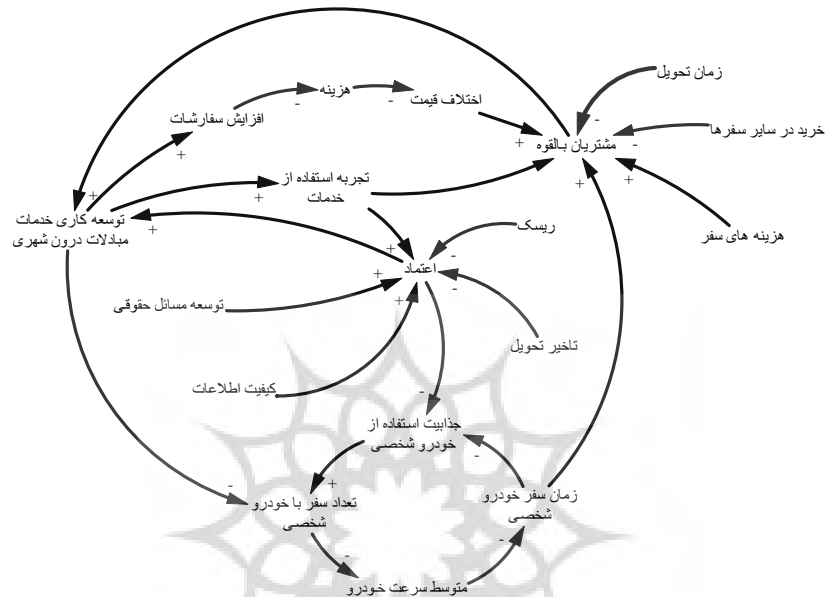 زمان تحویل
هزینه
اختلاف قیمت
افزایش سفارشات
خرید در سایر سفرها
مشتریان بالقوه
تجربه استفاده از
خدمات
توسعه کاری خدمات
مبادلات درون شهری
ریسک
هزینه های سفر
اعتماد
توسعه مسائل حقوقی
تاخیر تحویل
کیفیت اطلاعات
جذابیت استفاده از
خودرو شخصی
زمان سفر خودرو
شخصی
تعداد سفر با خودرو
شخصی
متوسط سرعت خودرو